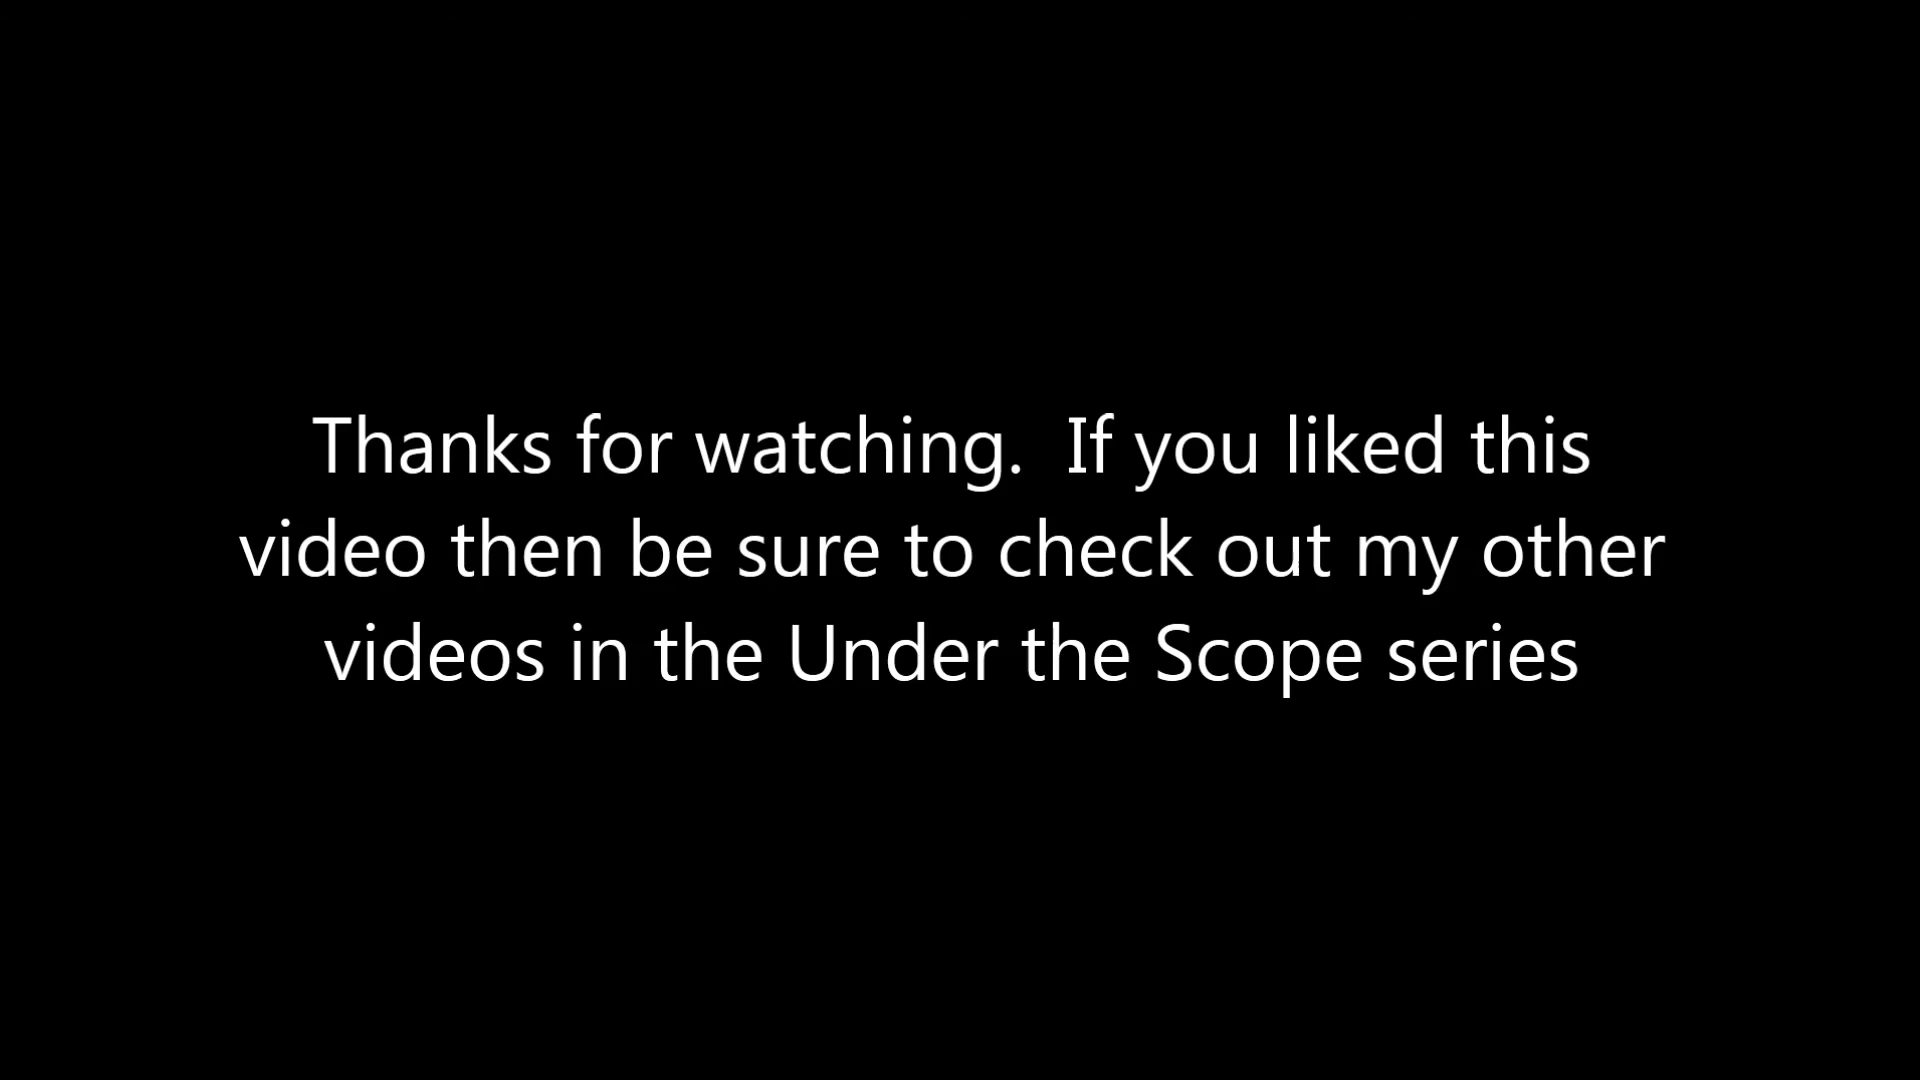 Thanks for watching.  If you liked this
video then be sure to check out my other
videos in the Under the Scope series